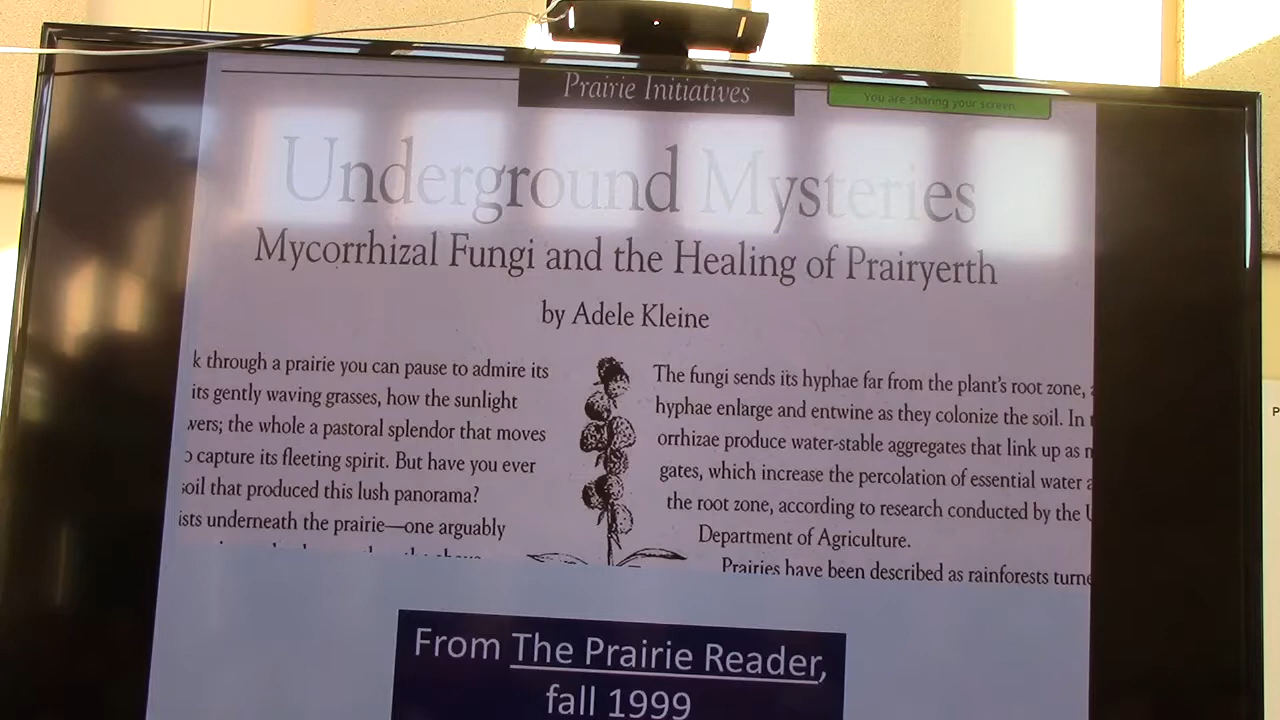 Prairie Initiatives
You are sharing your screen
Underground Mysteries
Mycorrhizal Fungi and the Healing of Prairyerth
by Adele Kleine
k through a prairie you can pause to admire its
its gently waving grasses, how the sunlight
wers; the whole a pastoral splendor that moves
o capture its fleeting spirit. But have you ever
soil that produced this lush panorama?
ists underneath the prairie—one arguably
The fungi sends its hyphae far from the plant's root zone,
hyphae enlarge and entwine as they colonize the soil. In
orrhizae produce water-stable aggregates that link up as
gates, which increase the percolation of essential water
the root zone, according to research conducted by the U
Department of Agriculture.
Prairies have been described as rainforests turne
From The Prairie Reader,
fall 1999
P